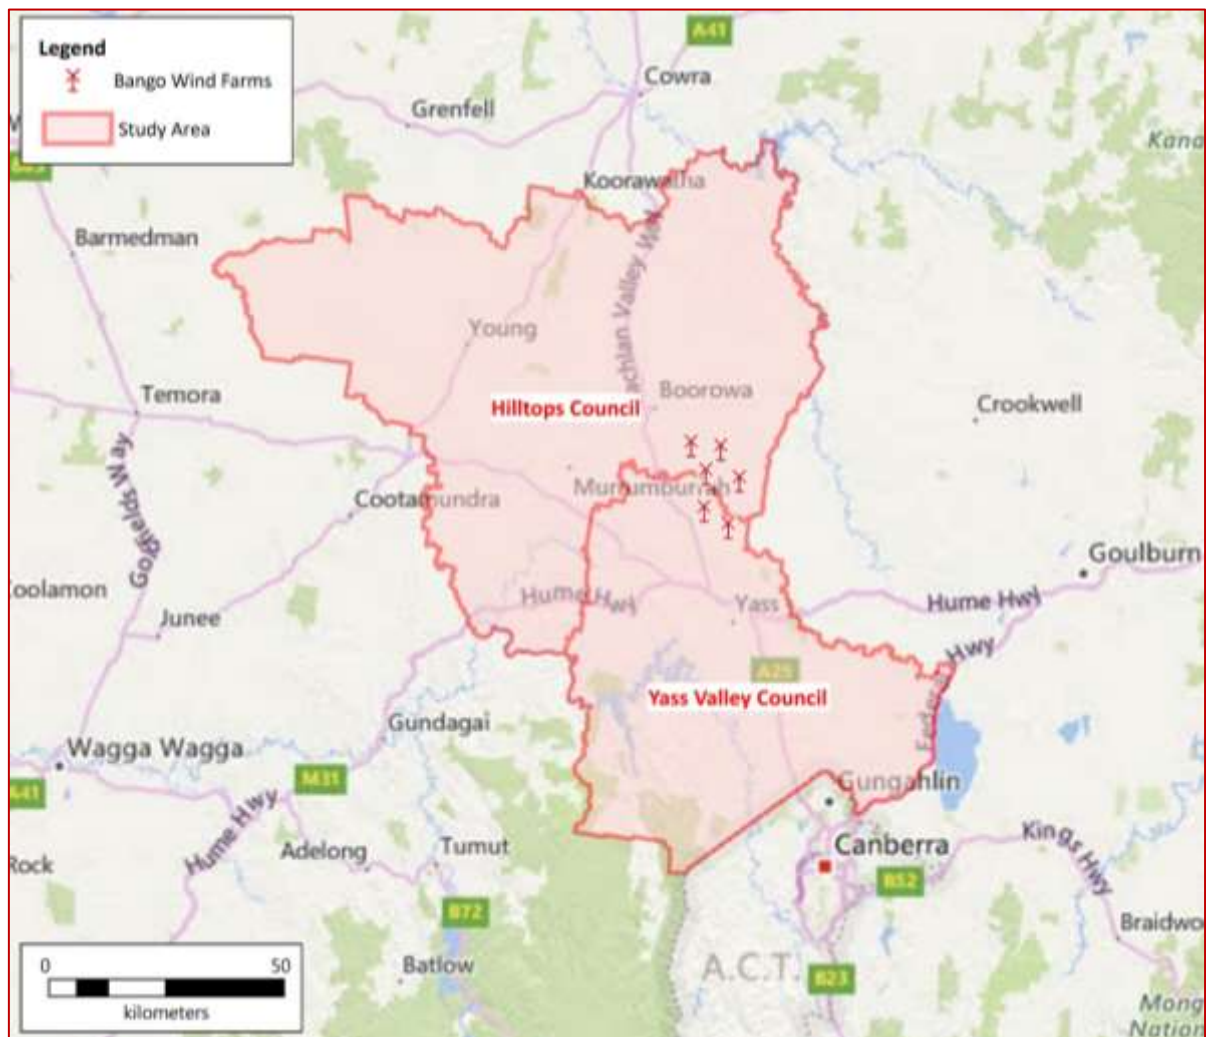 Legend
Bango Wind Farms
Study Area
A41
Cowra
Grenfell
Kana
Koorawatha
Barmedman
Lachlan Valley Hwy
Young
Temora
Boorowa
Crookwell
Hilltops Council
Goldfields Way
Cootamundra
Murrumburrah
Goulburn
Coolamon
Hume Hwy
Hume Hwy
Junee
Yass
Federal Hwy
A25
Yass Valley Council
Gundagai
Wagga Wagga
M31
Gungahlin
A41
Hume Hwy
Kings Hwy
Rock
Adelong
Tumut
Canberra
B52
B72
Braidwo
0 50
kilometers
Batlow
A.C.T.
B23
Mong
Nation